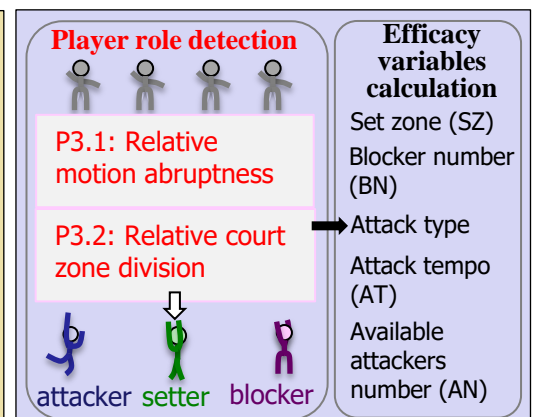 Player role detection
P3.1: Relative
motion abruptness
P3.2: Relative court
zone division
attacker setter blocker
Efficacy
variables
calculation
Set zone (SZ)
Blocker number
(BN)
Attack type
Attack tempo
(AT)
Available
attackers
number (AN)